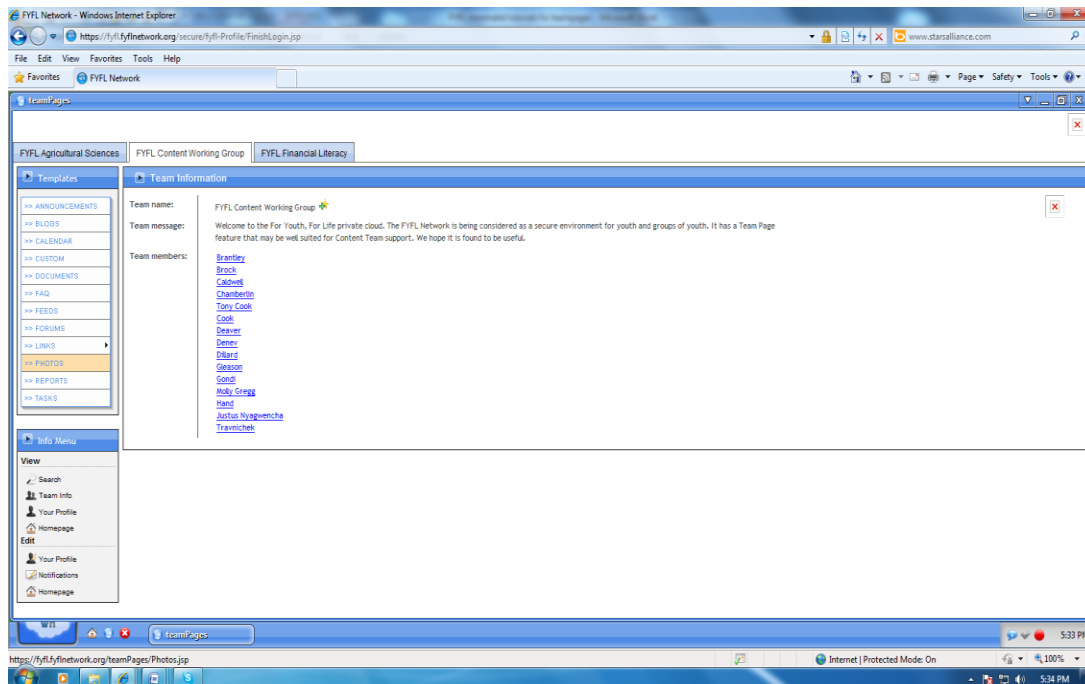 FYFL Network - Windows Internet Explorer
https://fyfl.fyflnetwork.org/secure/fyfl-Profile/FinishLogin.jsp
www.starsalliance.com
File Edit View Favorites Tools Help
Favorites FYFL Network
Page Safety Tools
teamPages
FYFL Agricultural Sciences FYFL Content Working Group FYFL Financial Literacy
Templates
>> ANNOUNCEMENTS
>> BLOGS
>> CALENDAR
>> CUSTOM
>> DOCUMENTS
>> FAQ
>> FEEDS
>> FORUMS
>> LINKS
>> PHOTOS
>> REPORTS
>> TASKS
Info Menu
View
Search
Team Info
Your Profile
Homepage
Edit
Your Profile
Notifications
Homepage
Team Information
Team name: FYFL Content Working Group
Team message: Welcome to the For Youth, For Life private cloud. The FYFL Network is being considered as a secure environment for youth and groups of youth. It has a Team Page
feature that may be well suited for Content Team support. We hope it is found to be useful.
Team members: Brantley
Brock
Caldwell
Chamberlin
Tony Cook
Cook
Deaver
Denev
Dillard
Gleason
Gondi
Molly Gregg
Hand
Justus Nyagwencha
Travnichek
teamPages
5:33 PM
https://fyfl.fyflnetwork.org/teamPages/Photos.jsp
Internet | Protected Mode: On
100%
5:34 PM